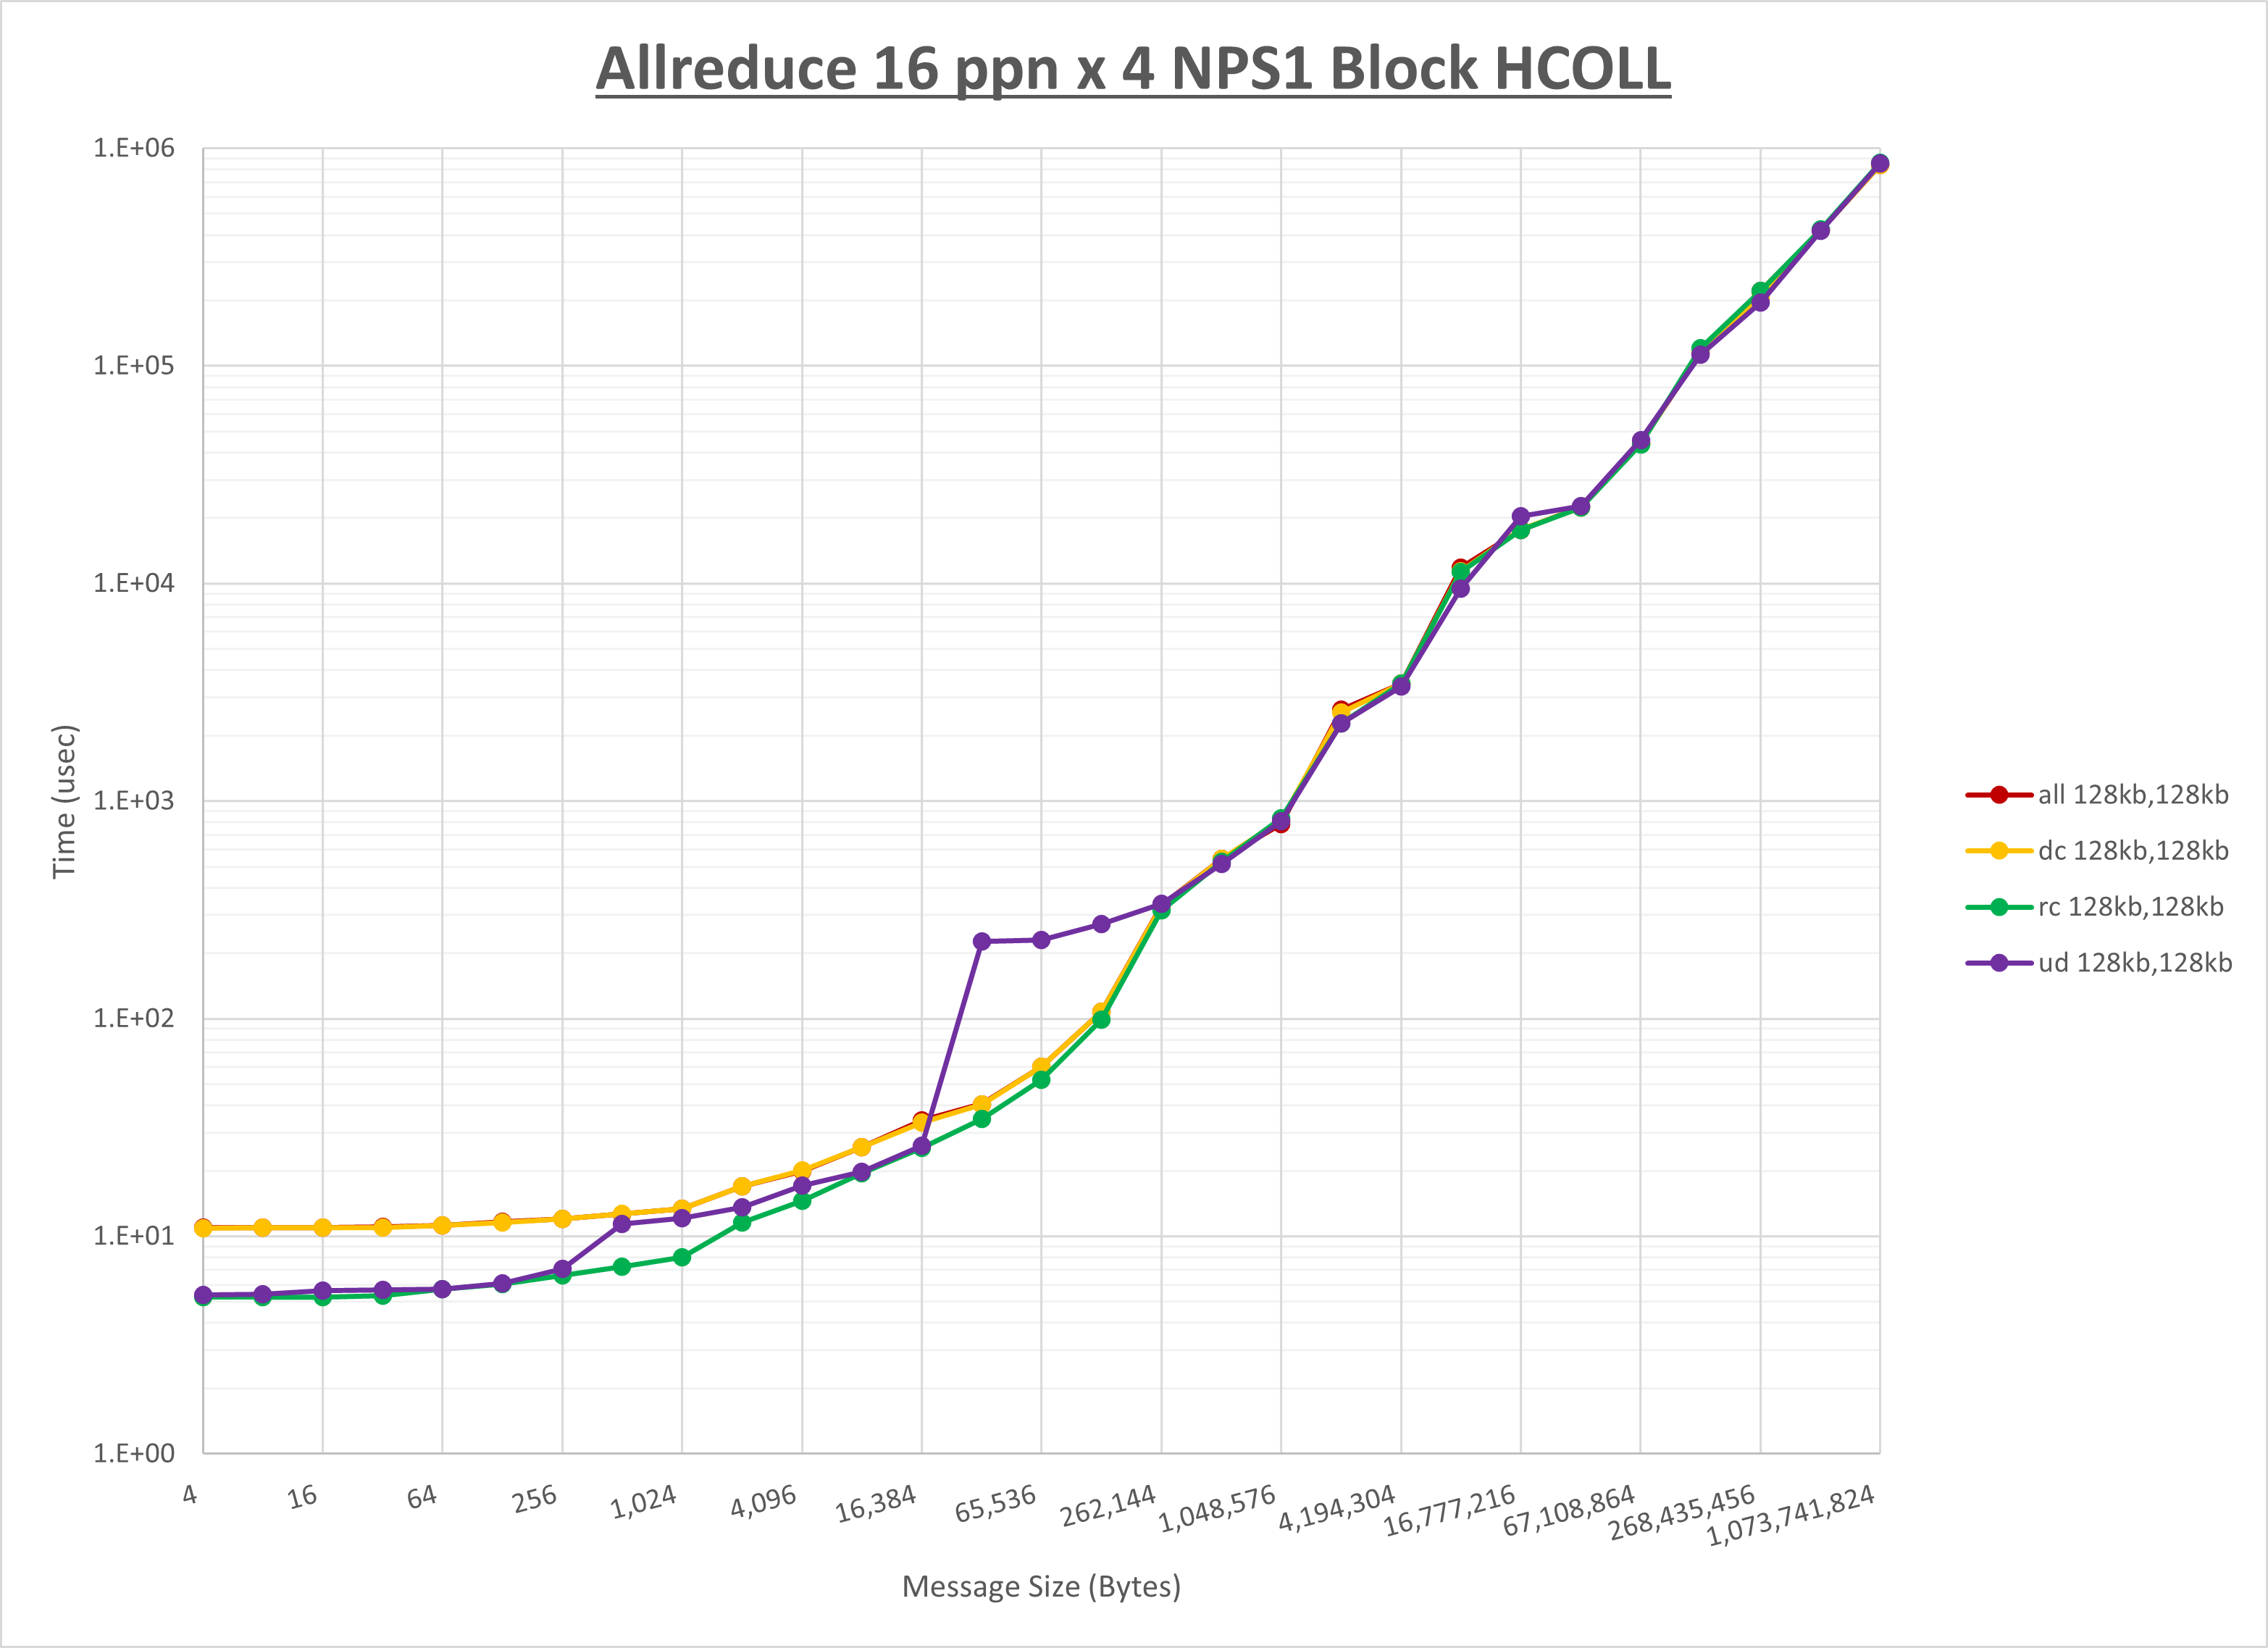 Allreduce 16 ppn x 4 NPS1 Block HCOLL
1.E+06
1.E+05
1.E+04
1.E+03
1.E+02
1.E+01
1.E+00
Time (usec)
4
16
64
256
1,024
4,096
16,384
65,536
262,144
1,048,576
4,194,304
16,777,216
67,108,864
268,435,456
1,073,741,824
Message Size (Bytes)
all 128kb,128kb
dc 128kb,128kb
rc 128kb,128kb
ud 128kb,128kb